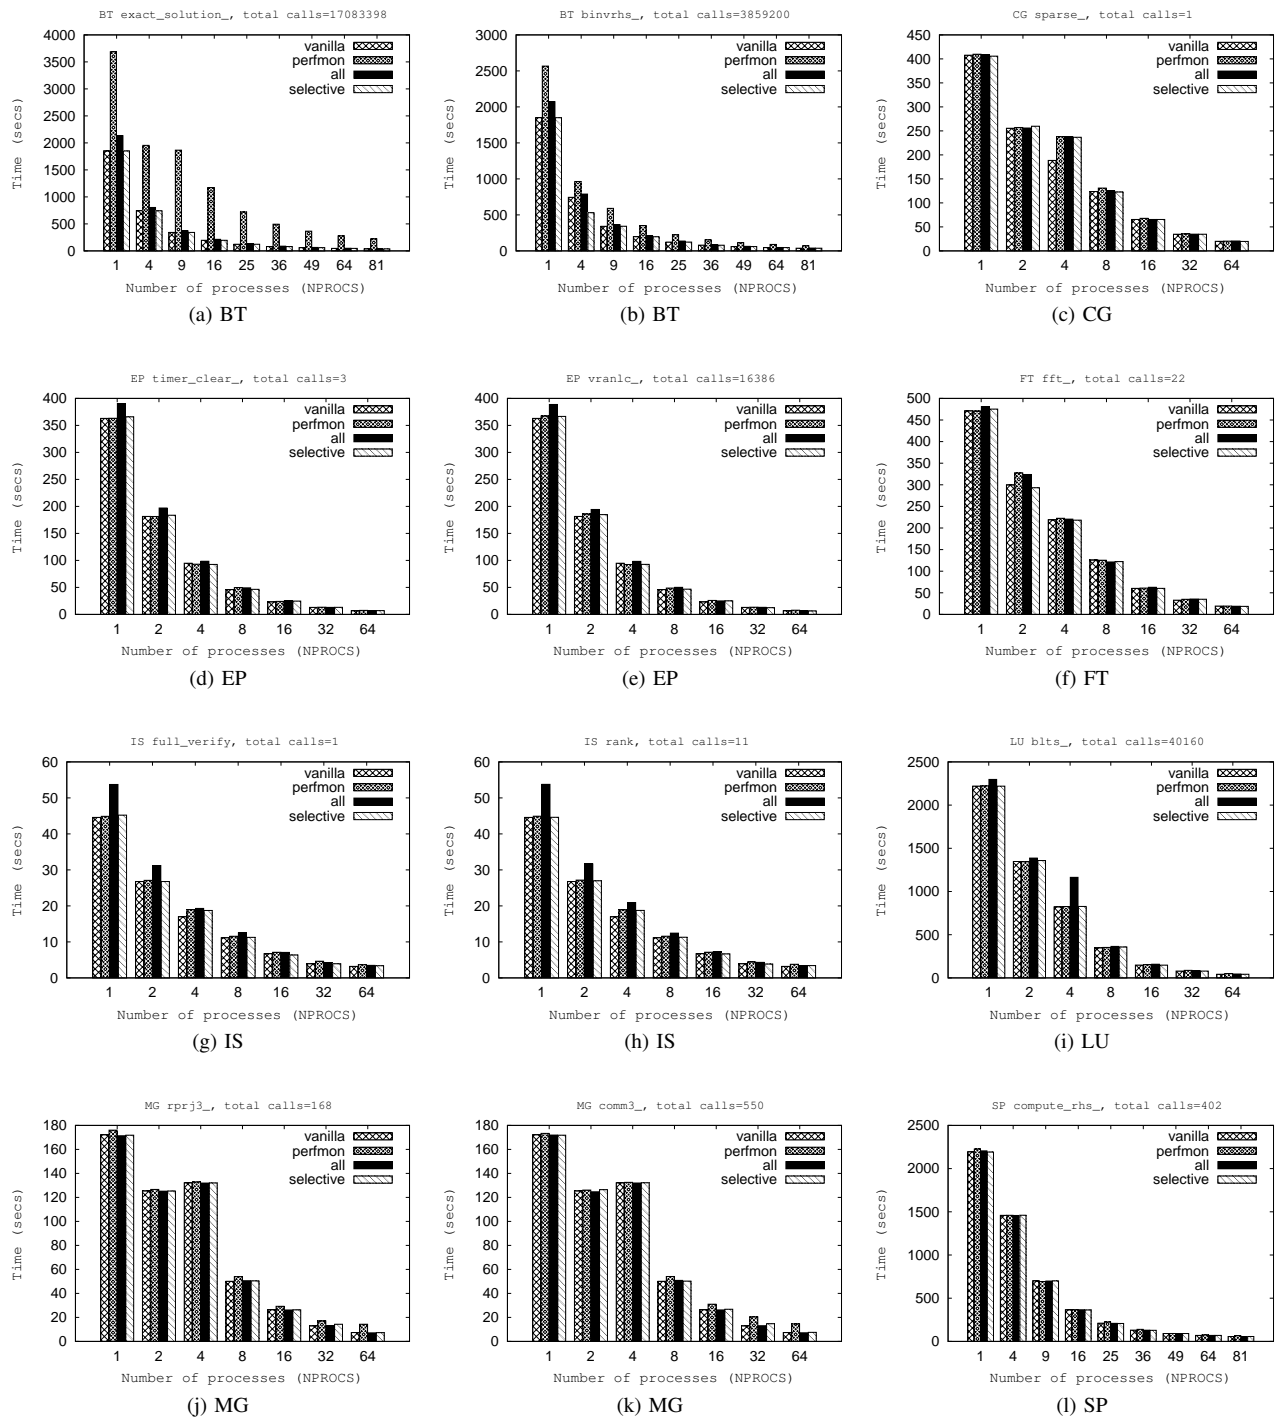 BT exact_solution_, total calls=17083398
4000
3500
3000
2500
2000
1500
1000
500
0
Time (secs)
vanilla
perfmon
all
selective
1 4 9 16 25 36 49 64 81
Number of processes (NPROCS)
(a) BT
BT binvrhs_, total calls=3859200
3000
2500
2000
1500
1000
500
0
Time (secs)
vanilla
perfmon
all
selective
1 4 9 16 25 36 49 64 81
Number of processes (NPROCS)
(b) BT
CG sparse_, total calls=1
450
400
350
300
250
200
150
100
50
0
Time (secs)
vanilla
perfmon
all
selective
1 2 4 8 16 32 64
Number of processes (NPROCS)
(c) CG
EP timer_clear_, total calls=3
400
350
300
250
200
150
100
50
0
Time (secs)
vanilla
perfmon
all
selective
1 2 4 8 16 32 64
Number of processes (NPROCS)
(d) EP
EP vranlc_, total calls=16386
400
350
300
250
200
150
100
50
0
Time (secs)
vanilla
perfmon
all
selective
1 2 4 8 16 32 64
Number of processes (NPROCS)
(e) EP
FT fft_, total calls=22
500
450
400
350
300
250
200
150
100
50
0
Time (secs)
vanilla
perfmon
all
selective
1 2 4 8 16 32 64
Number of processes (NPROCS)
(f) FT
IS full_verify, total calls=1
60
50
40
30
20
10
0
Time (secs)
vanilla
perfmon
all
selective
1 2 4 8 16 32 64
Number of processes (NPROCS)
(g) IS
IS rank, total calls=11
60
50
40
30
20
10
0
Time (secs)
vanilla
perfmon
all
selective
1 2 4 8 16 32 64
Number of processes (NPROCS)
(h) IS
LU blts_, total calls=40160
2500
2000
1500
1000
500
0
Time (secs)
vanilla
perfmon
all
selective
1 2 4 8 16 32 64
Number of processes (NPROCS)
(i) LU
MG rprj3_, total calls=168
180
160
140
120
100
80
60
40
20
0
Time (secs)
vanilla
perfmon
all
selective
1 2 4 8 16 32 64
Number of processes (NPROCS)
(j) MG
MG comm3_, total calls=550
180
160
140
120
100
80
60
40
20
0
Time (secs)
vanilla
perfmon
all
selective
1 2 4 8 16 32 64
Number of processes (NPROCS)
(k) MG
SP compute_rhs_, total calls=402
2500
2000
1500
1000
500
0
Time (secs)
vanilla
perfmon
all
selective
1 4 9 16 25 36 49 64 81
Number of processes (NPROCS)
(l) SP